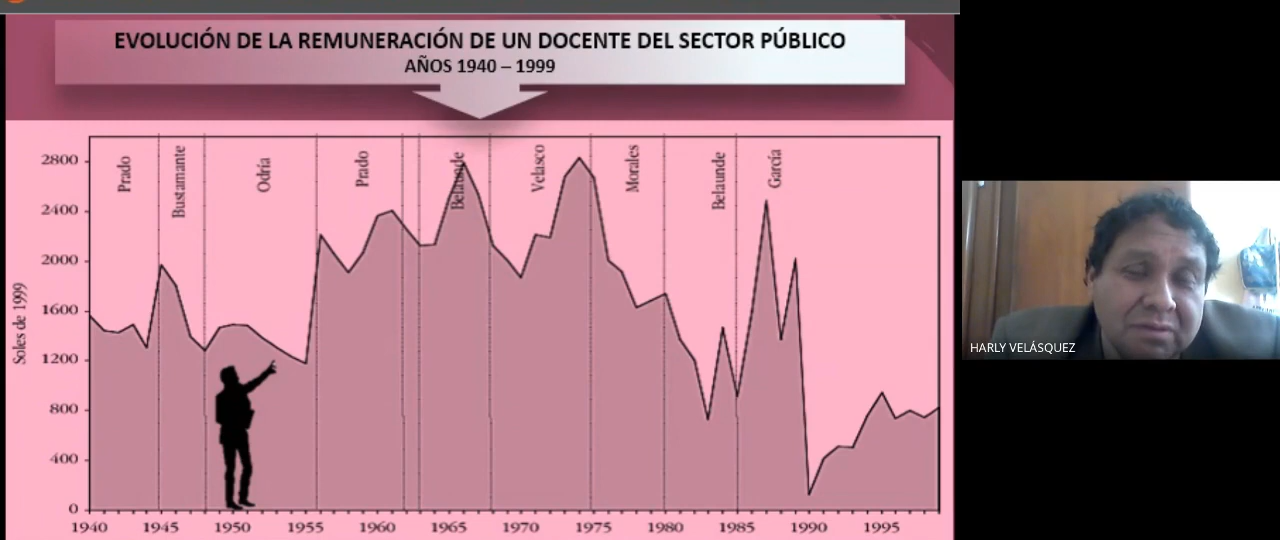 EVOLUCIÓN DE LA REMUNERACIÓN DE UN DOCENTE DEL SECTOR PÚBLICO
AÑOS 1940 – 1999
Prado
Bustamante
Odría
Prado
Belaunde
Velasco
Morales
Belaunde
García
Soles de 1999
2800
2400
2000
1600
1200
800
400
0
1940 1945 1950 1955 1960 1965 1970 1975 1980 1985 1990 1995
HARLY VELÁSQUEZ